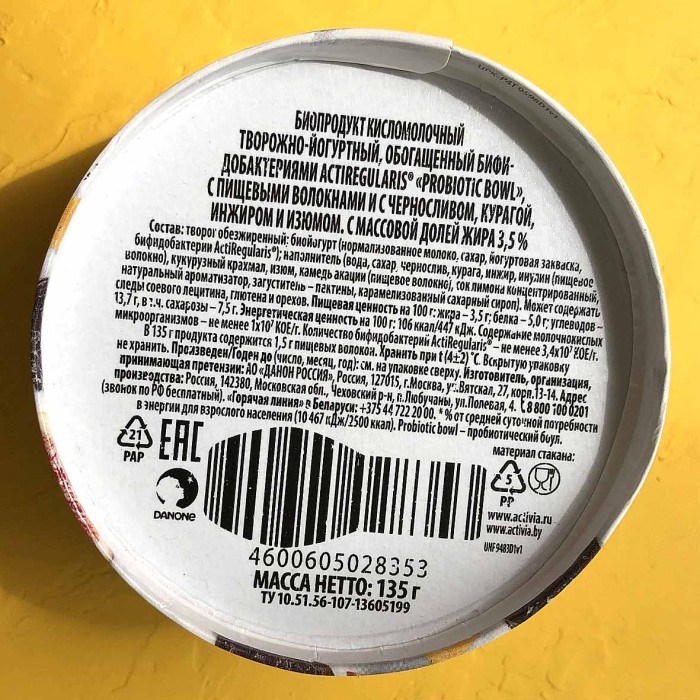 БИОПРОДУКТ КИСЛОМОЛОЧНЫЙ
ТВОРОЖНО-ЙОГУРТНЫЙ, ОБОГАЩЕННЫЙ БИФИ-
ДОБАКТЕРИЯМИ ACTIREGULARIS® «PROBIOTIC BOWL»,
С ПИЩЕВЫМИ ВОЛОКНАМИ И С ЧЕРНОСЛИВОМ, КУРАГОЙ,
ИНЖИРОМ И ИЗЮМОМ. С МАССОВОЙ ДОЛЕЙ ЖИРА 3,5 %
Состав: творог обезжиренный; биойогурт (нормализованное молоко, сахар, йогуртовая закваска,
бифидобактерии ActiRegularis®); наполнитель (вода, сахар, чернослив, курага, инжир, инулин (пищевое
волокно), кукурузный крахмал, изюм, камедь акации (пищевое волокно), сок лимона концентрированный,
натуральный ароматизатор, загуститель – пектины, карамелизованный сахарный сироп). Может содержать
следы соевого лецитина, глютена и орехов. Пищевая ценность на 100 г: жира – 3,5 г; белка – 5,0 г; углеводов –
13,7 г, в т.ч. сахарозы – 7,5 г. Энергетическая ценность на 100 г: 106 ккал/447 кДж. Содержание молочнокислых
микроорганизмов – не менее 1х10⁷ КОЕ/г. Количество бифидобактерий ActiRegularis® – не менее 3,4х10⁷ КОЕ/г.
В 135 г продукта содержится 1,5 г пищевых волокон. Хранить при t (4±2) °С. Вскрытую упаковку
не хранить. Произведен/Годен до (число, месяц, год): см. на упаковке сверху. Изготовитель, организация,
принимающая претензии: АО «ДАНОН РОССИЯ», Россия, 127015, г.Москва, ул.Вятская, 27, корп.13-14. Адрес
производства: Россия, 142380, Московская обл., Чеховский р-н, п.Любучаны, ул.Полевая, 4. ✆ 8 800 100 0201
(звонок по РФ бесплатный). «Горячая линия» в Беларуси: +375 44 722 20 00. * % от средней суточной потребности
в энергии для взрослого населения (10 467 кДж/2500 ккал). Probiotic bowl – пробиотический боул.
материал стакана:
21
PAP
EAC
5
PP
DANONE
www.activia.ru
www.activia.by
UNF9483D1v1
4600605028353
МАССА НЕТТО: 135 г
ТУ 10.51.56-107-13605199